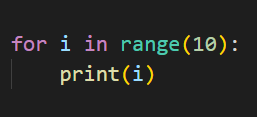 for i in range(10):
    print(i)